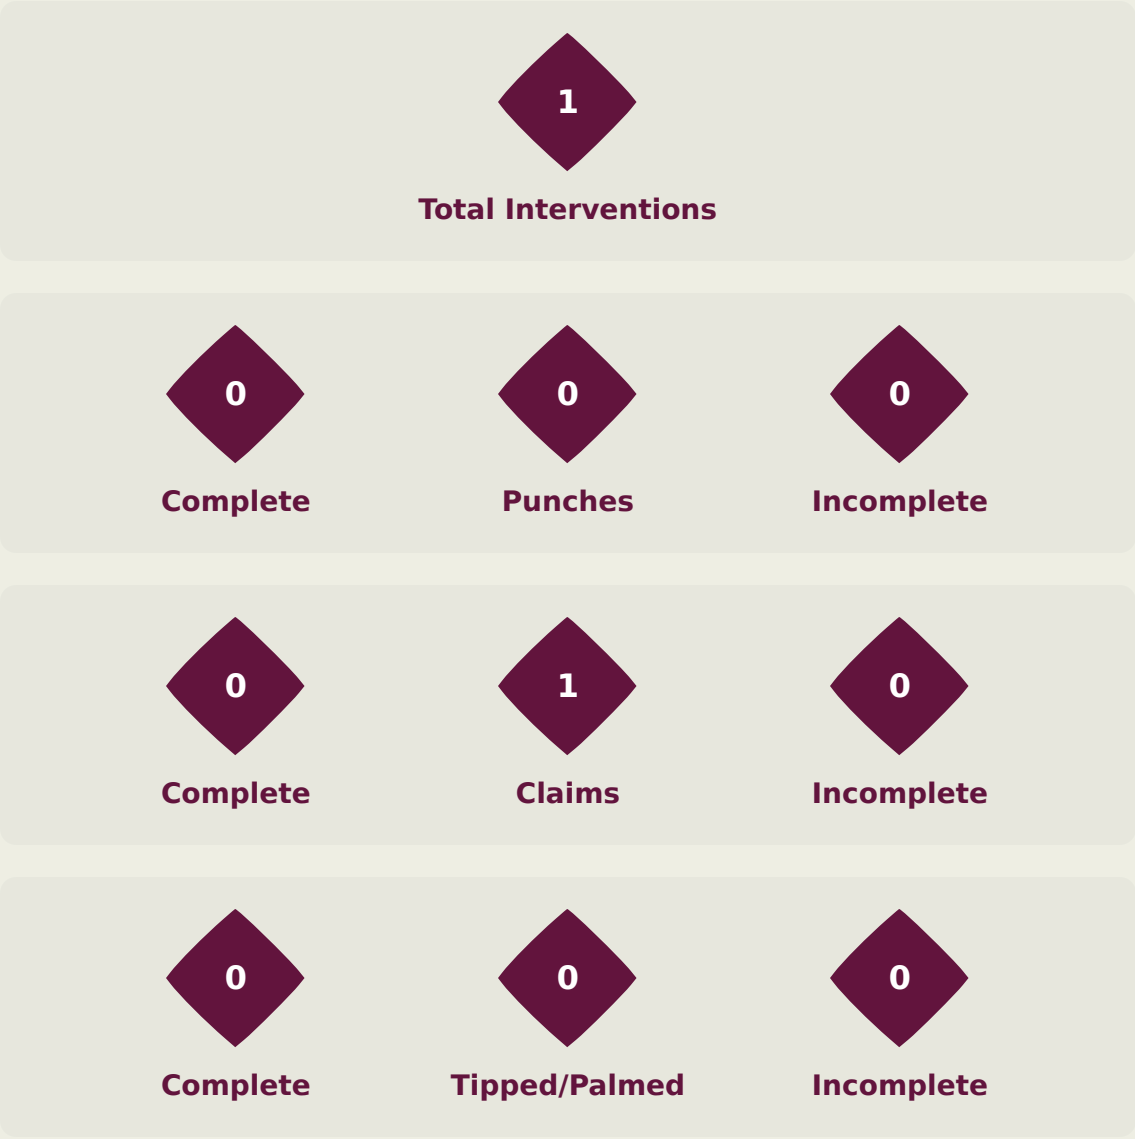 1
Total Interventions
0 0 0
Complete Punches Incomplete
0 1 0
Complete Claims Incomplete
0 0 0
Complete Tipped/Palmed Incomplete